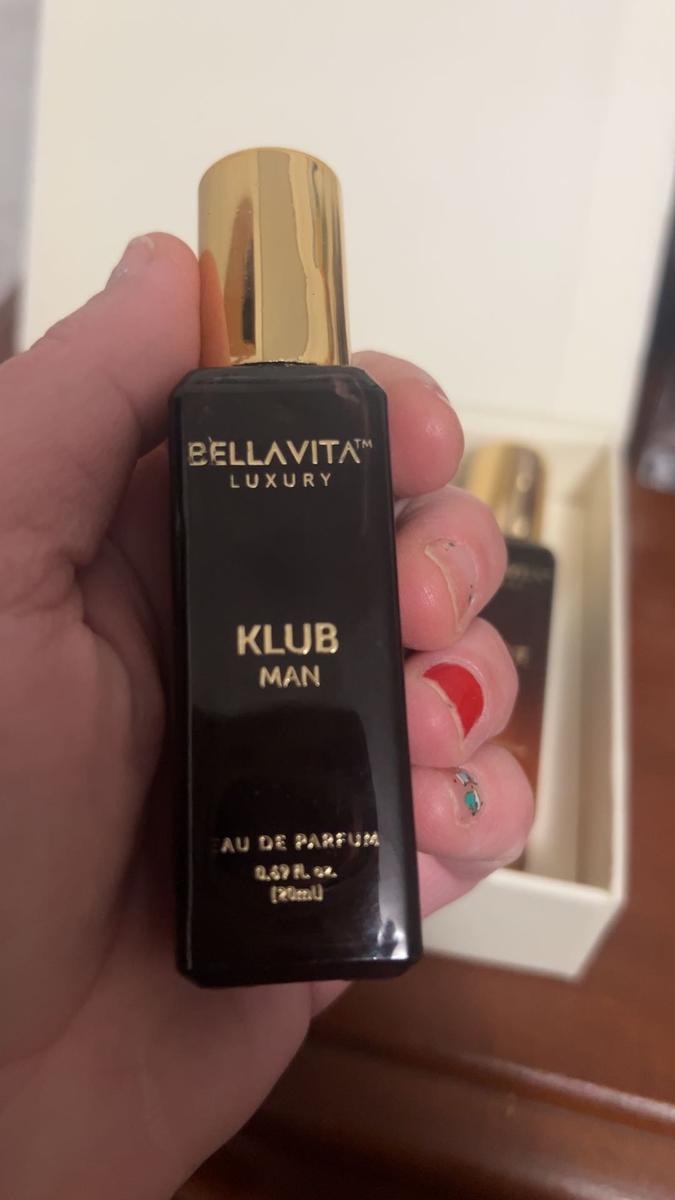 BELLAVITA™
LUXURY
KLUB
MAN
EAU DE PARFUM
0.67 fl. oz.
(20ml)